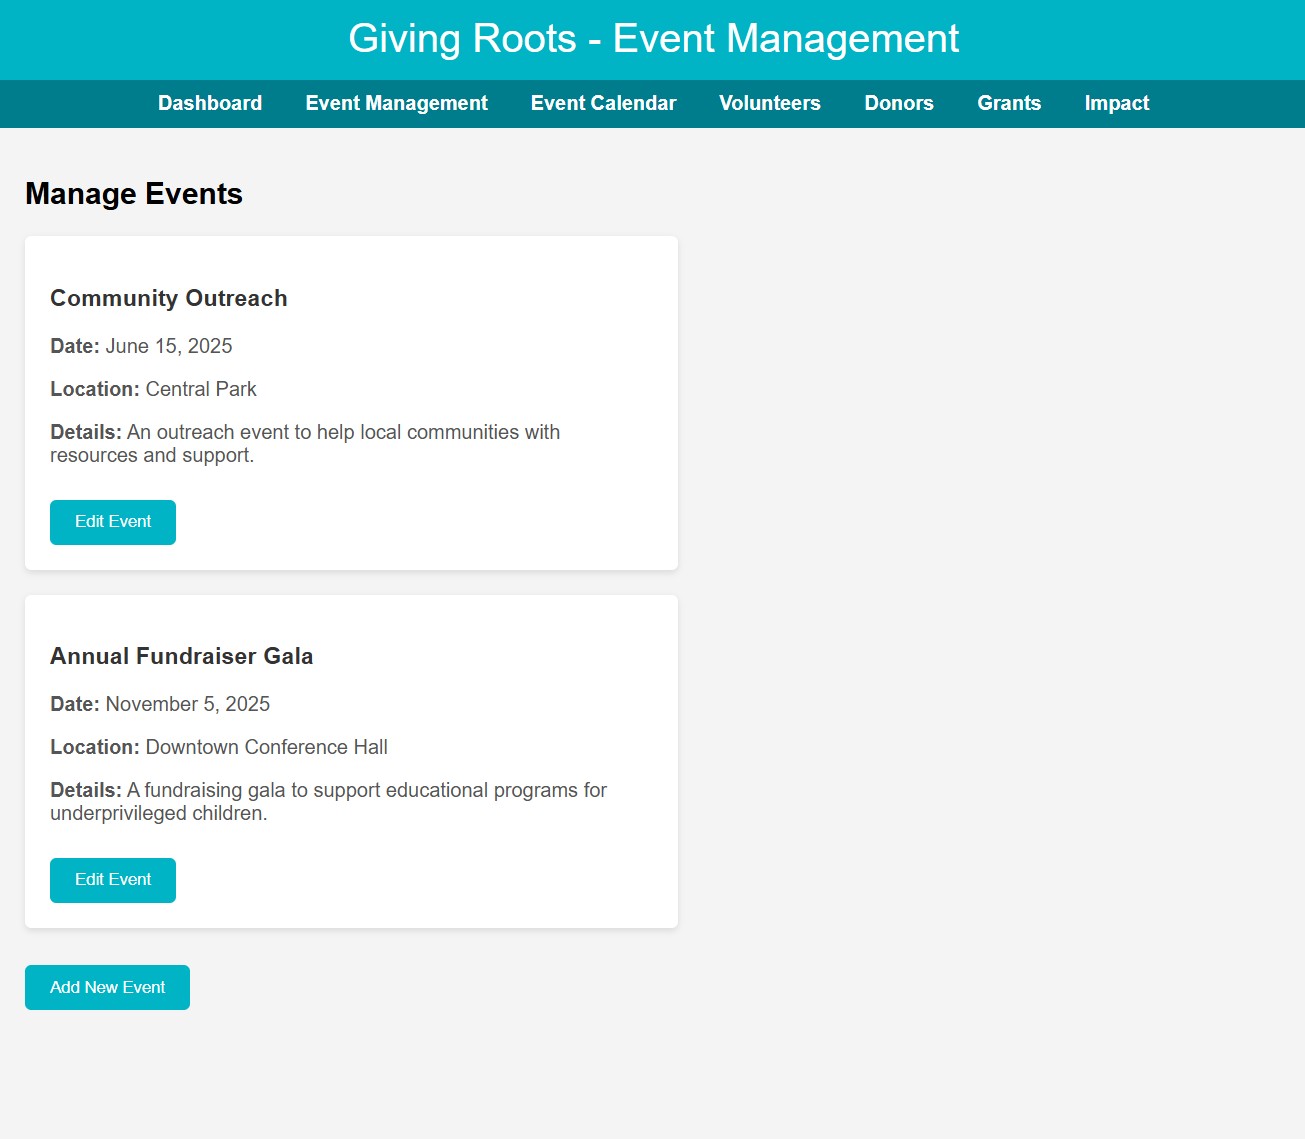 Giving Roots - Event Management
Dashboard Event Management Event Calendar Volunteers Donors Grants Impact
Manage Events
Community Outreach
Date: June 15, 2025
Location: Central Park
Details: An outreach event to help local communities with
resources and support.
Edit Event
Annual Fundraiser Gala
Date: November 5, 2025
Location: Downtown Conference Hall
Details: A fundraising gala to support educational programs for
underprivileged children.
Edit Event
Add New Event